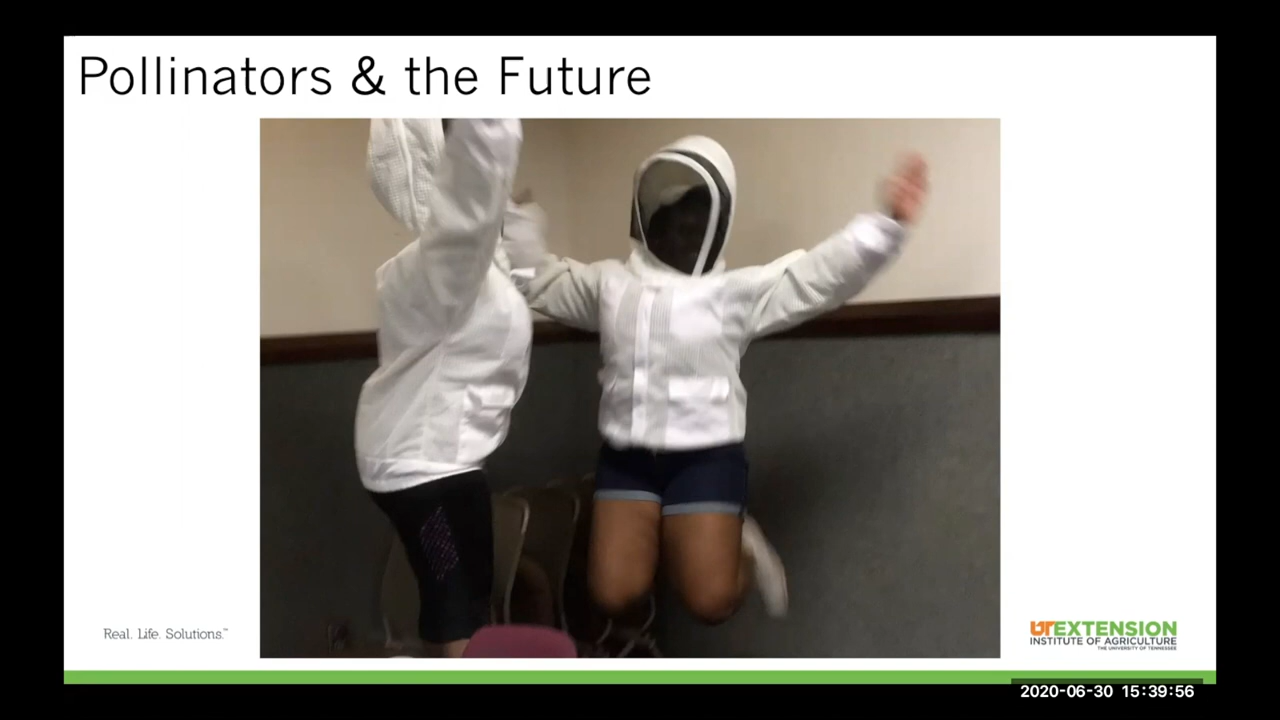 Pollinators & the Future
Real. Life. Solutions.™
UTEXTENSION
INSTITUTE OF AGRICULTURE
THE UNIVERSITY OF TENNESSEE
2020-06-30 15:39:56